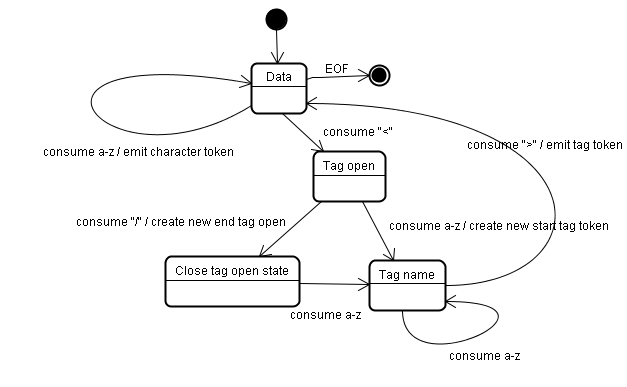 Data
EOF
consume "<"
consume a-z / emit character token
consume ">" / emit tag token
Tag open
consume "/" / create new end tag open
consume a-z / create new start tag token
Close tag open state
Tag name
consume a-z
consume a-z